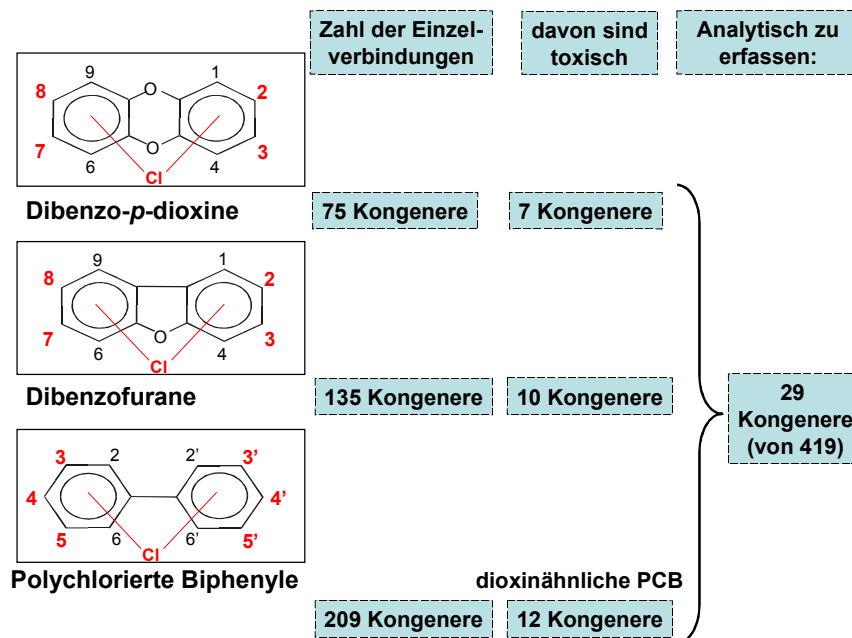 Zahl der Einzel-
verbindungen
davon sind
toxisch
Analytisch zu
erfassen:
9
1
8
O
2
7
O
3
6
4
Cl
Dibenzo-p-dioxine
75 Kongenere
7 Kongenere
9
1
8
2
7
O
3
6
4
Cl
Dibenzofurane
135 Kongenere
10 Kongenere
29
Kongenere
(von 419)
3
2
2'
3'
4
4'
5
6
6'
5'
Cl
Polychlorierte Biphenyle
dioxinähnliche PCB
209 Kongenere
12 Kongenere